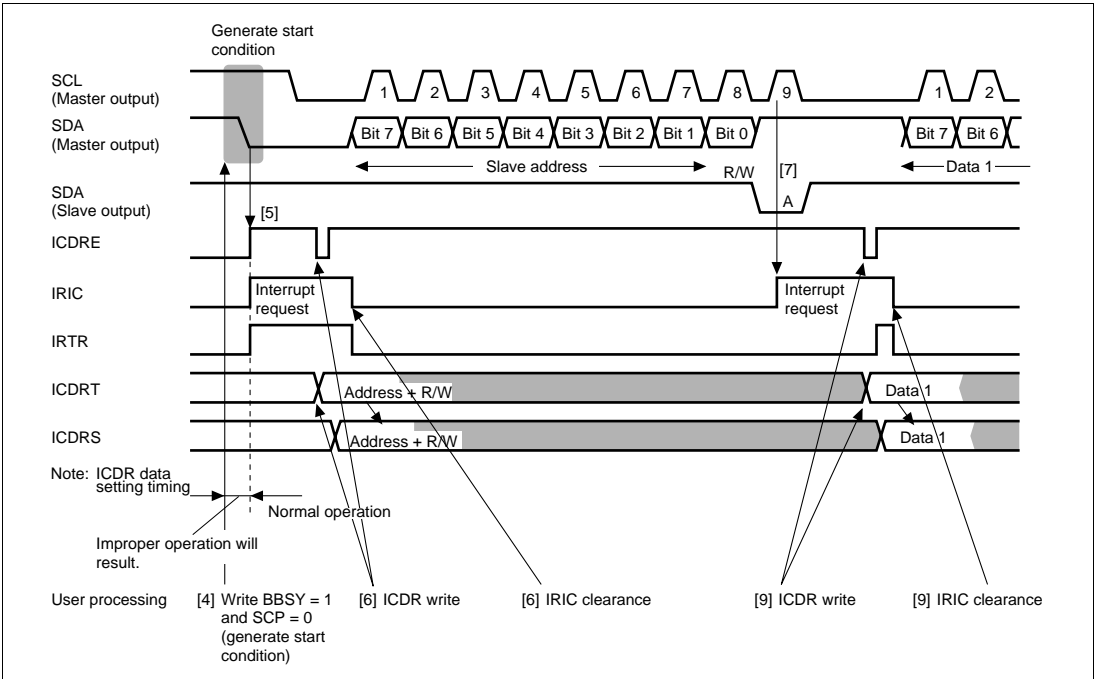 Generate start
condition
SCL
(Master output)
1 2 3 4 5 6 7 8 9 1 2
SDA
(Master output)
Bit 7 Bit 6 Bit 5 Bit 4 Bit 3 Bit 2 Bit 1 Bit 0 Bit 7 Bit 6
Slave address R/W [7] Data 1
SDA
(Slave output)
A
[5]
ICDRE
IRIC
Interrupt
request
Interrupt
request
IRTR
ICDRT
Address + R/W Data 1
ICDRS
Address + R/W Data 1
Note: ICDR data
setting timing
Normal operation
Improper operation will
result.
User processing [4] Write BBSY = 1
and SCP = 0
(generate start
condition)
[6] ICDR write [6] IRIC clearance [9] ICDR write [9] IRIC clearance